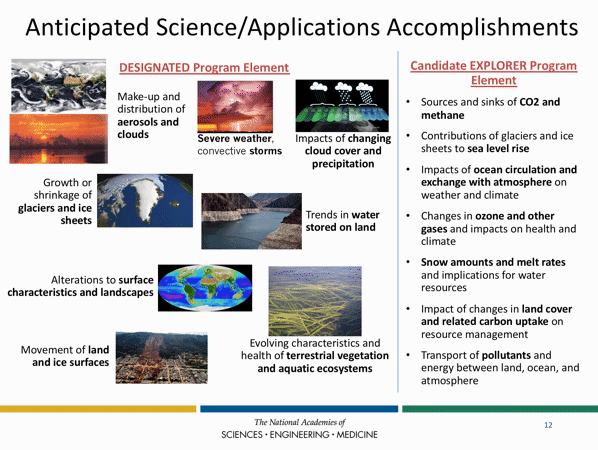 Anticipated Science/Applications Accomplishments
DESIGNATED Program Element
Make-up and
distribution of
aerosols and
clouds
Severe weather,
convective storms
Impacts of changing
cloud cover and
precipitation
Growth or
shrinkage of
glaciers and ice
sheets
Trends in water
stored on land
Alterations to surface
characteristics and landscapes
Movement of land
and ice surfaces
Evolving characteristics and
health of terrestrial vegetation
and aquatic ecosystems
Candidate EXPLORER Program
Element
• Sources and sinks of CO2 and
methane
• Contributions of glaciers and ice
sheets to sea level rise
• Impacts of ocean circulation and
exchange with atmosphere on
weather and climate
• Changes in ozone and other
gases and impacts on health and
climate
• Snow amounts and melt rates
and implications for water
resources
• Impact of changes in land cover
and related carbon uptake on
resource management
• Transport of pollutants and
energy between land, ocean, and
atmosphere
The National Academies of
SCIENCES • ENGINEERING • MEDICINE
12